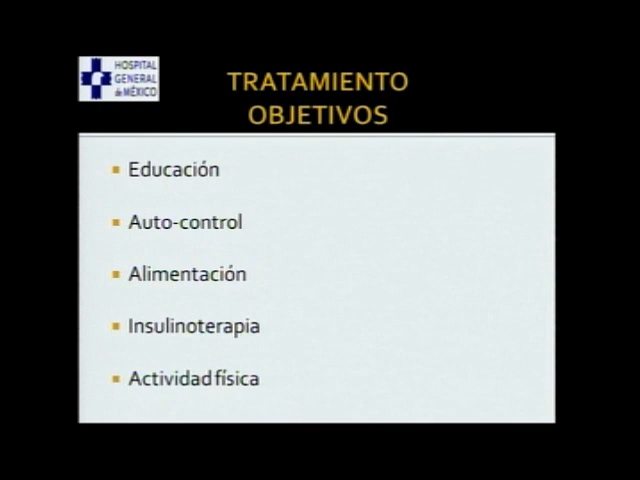 HOSPITAL
GENERAL
de MÉXICO
TRATAMIENTO
OBJETIVOS
Educación
Auto-control
Alimentación
Insulinoterapia
Actividad física